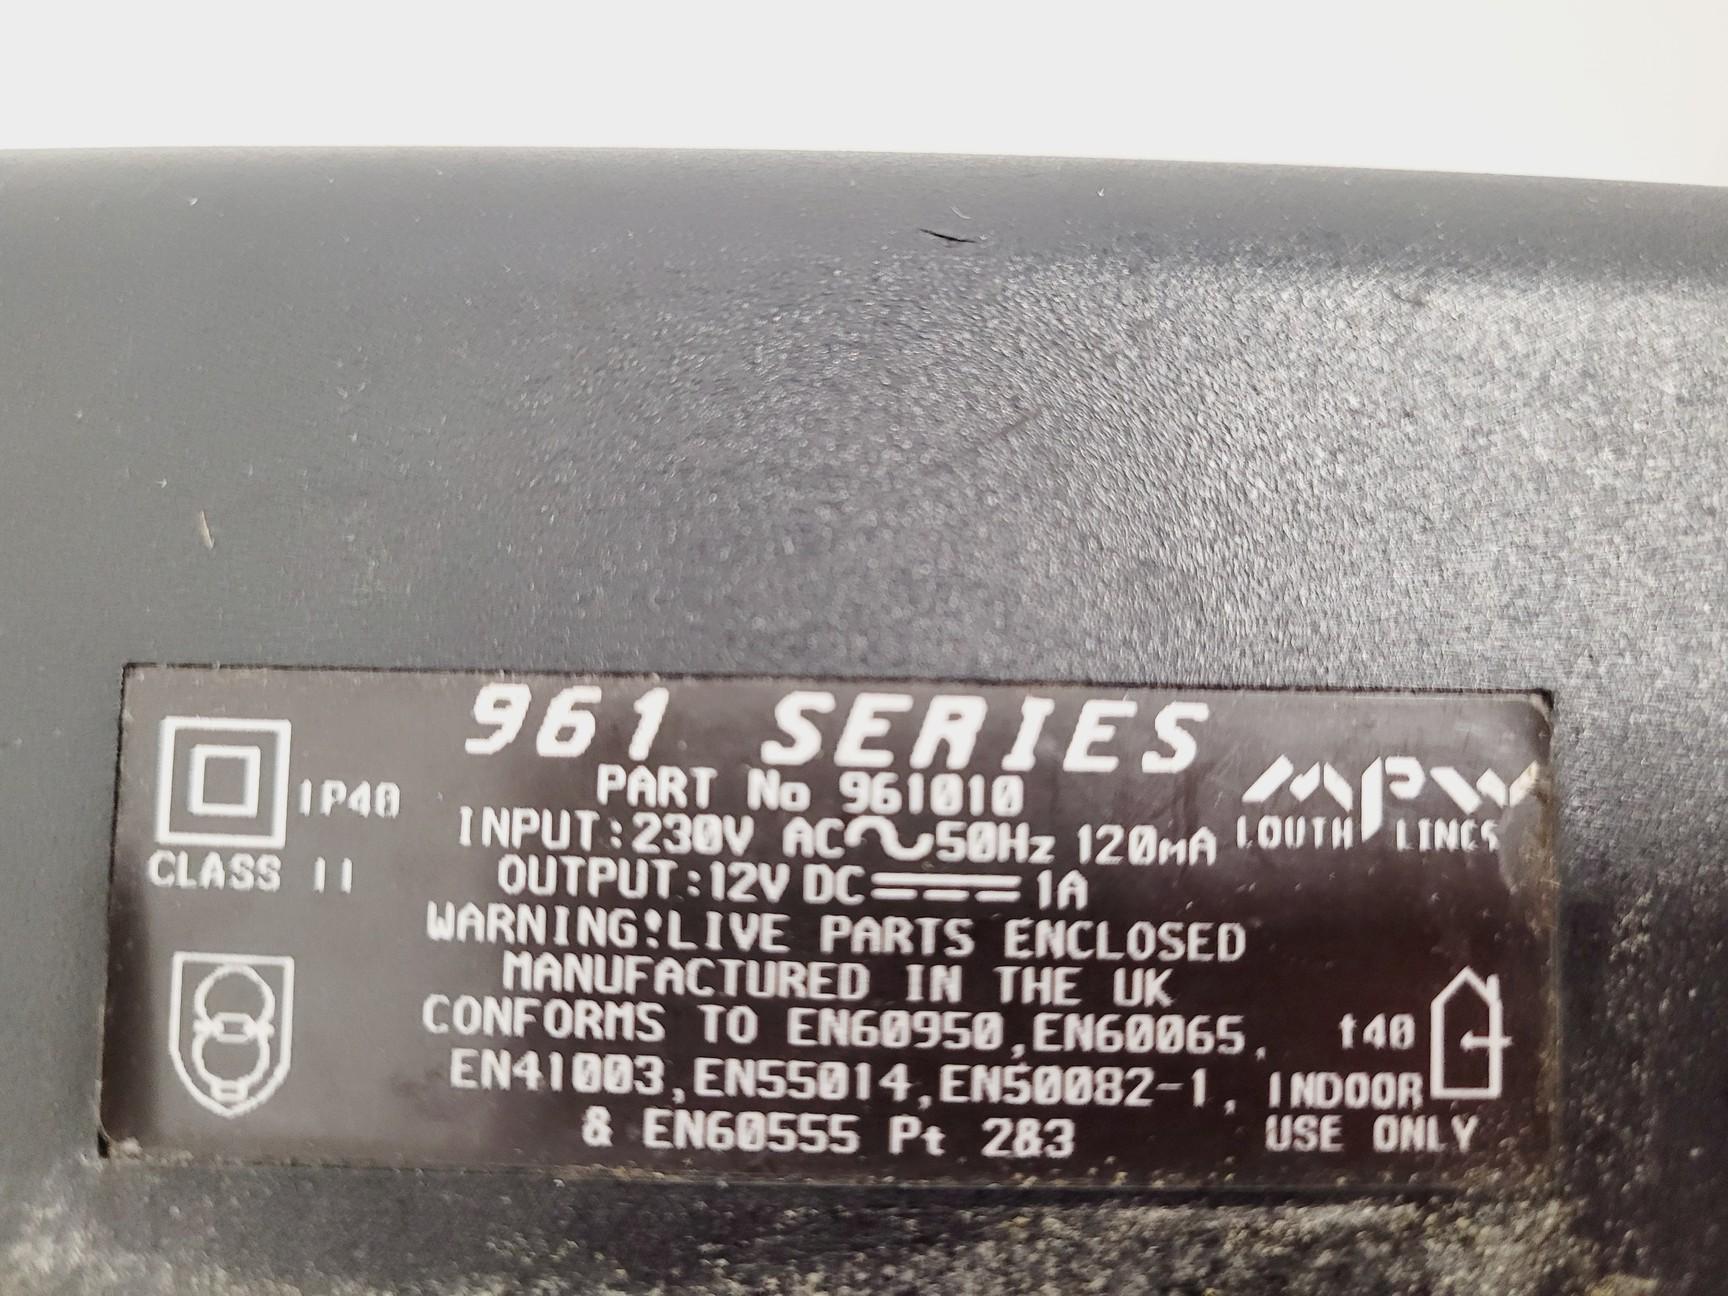 961 SERIES
PART No 961010
INPUT:230V AC 50Hz 120mA
OUTPUT:12V DC 1A
WARNING!LIVE PARTS ENCLOSED
MANUFACTURED IN THE UK
CONFORMS TO EN60950,EN60065,
EN41003,EN55014,EN50082-1,
& EN60555 Pt 2&3
IP40
CLASS II
MPW
LOUTH LINCS
t40
INDOOR
USE ONLY